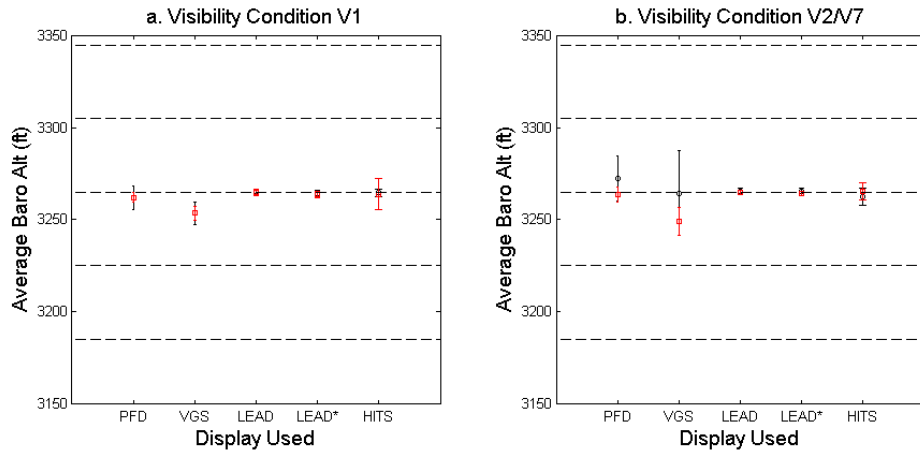 a. Visibility Condition V1
Average Baro Alt (ft)
3350
3300
3250
3200
3150
PFD VGS LEAD LEAD* HITS
Display Used
b. Visibility Condition V2/V7
Average Baro Alt (ft)
3350
3300
3250
3200
3150
PFD VGS LEAD LEAD* HITS
Display Used